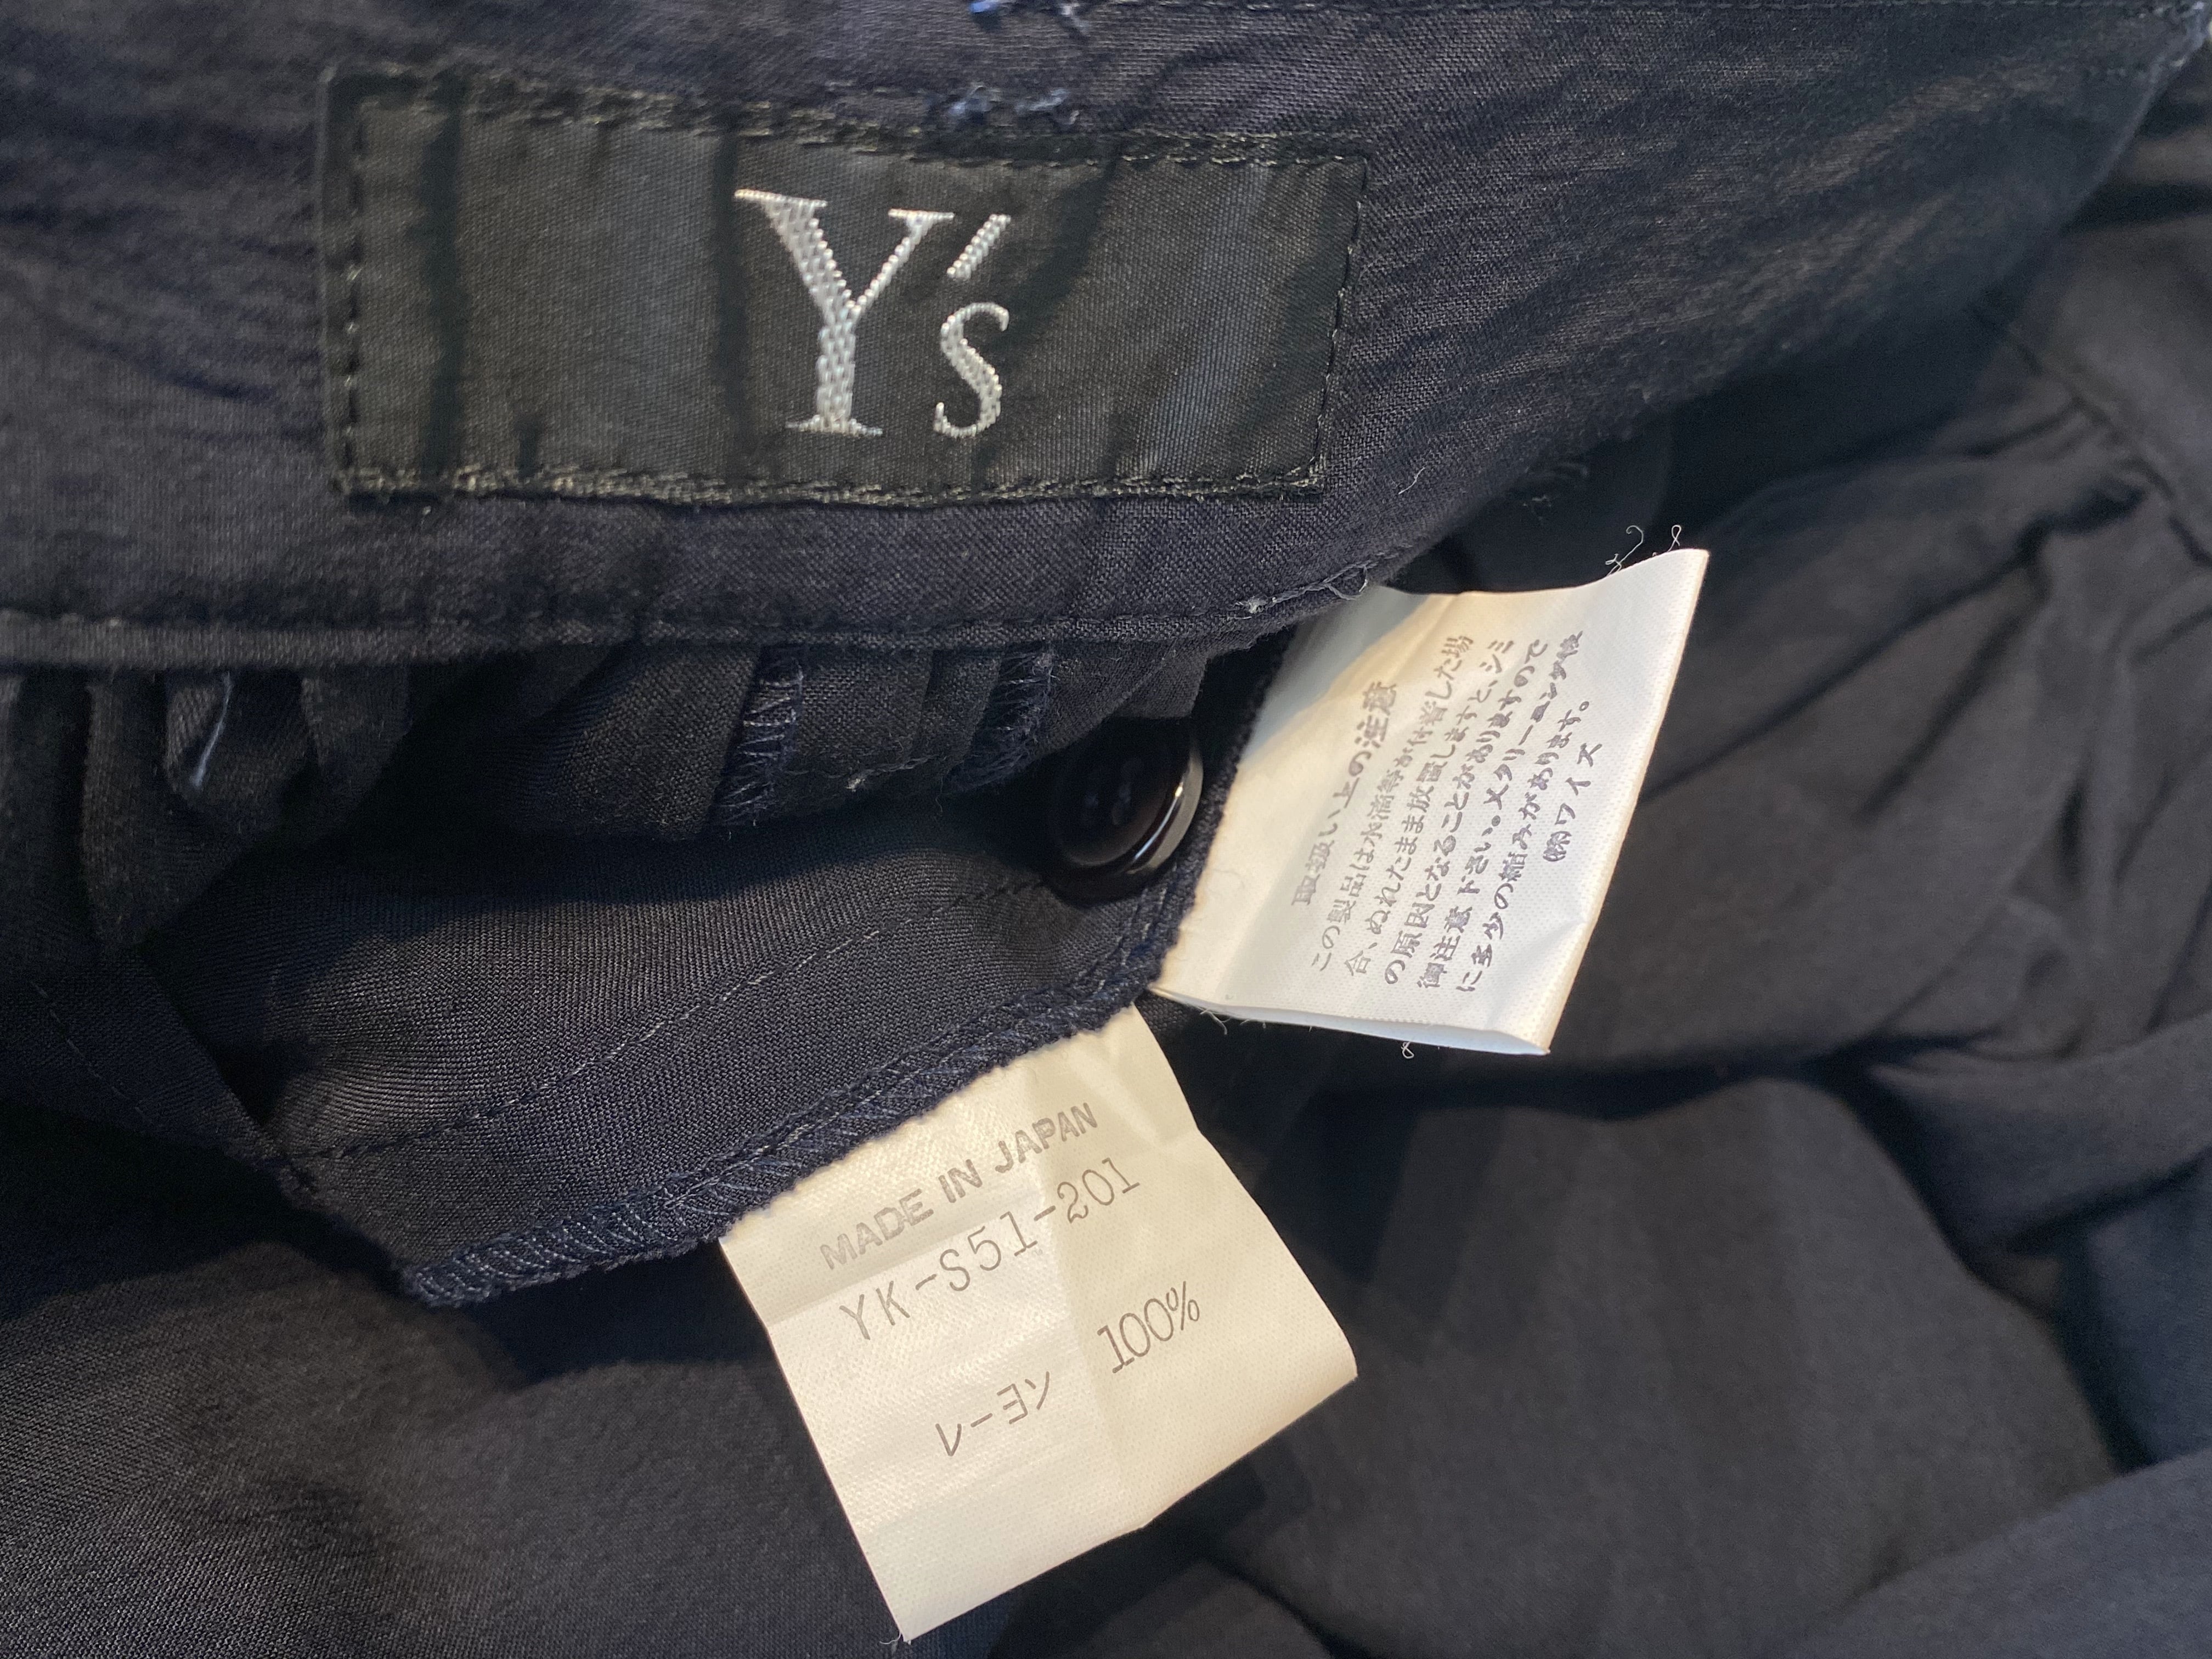 Y's
取扱い上の注意
この製品は水滴等が付着した場
合、ぬれたまま放置しますと、シミ
の原因となることがありますので
御注意下さい。又クリーニング後
に多少の縮みがあります。
㈱ワイズ
MADE IN JAPAN
YK-S51-201
レーヨン 100%